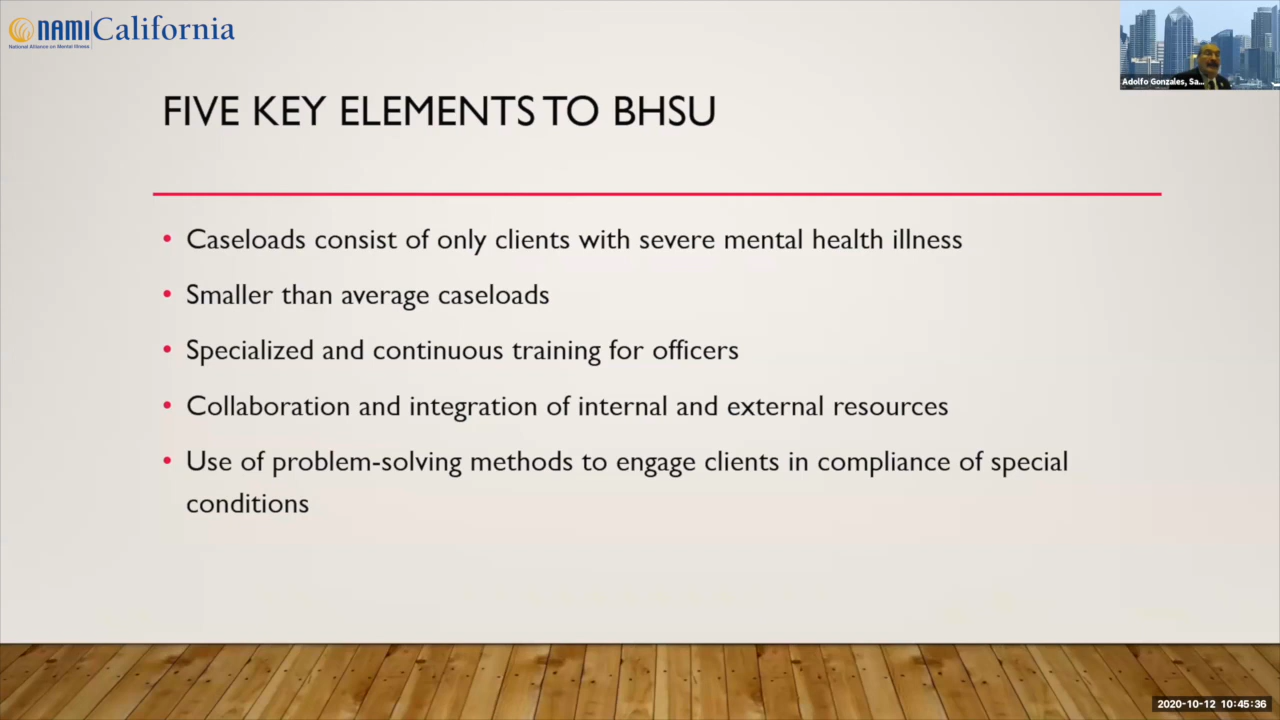 NAMI California
National Alliance on Mental Illness
Adolfo Gonzales, Sa...
FIVE KEY ELEMENTS TO BHSU
• Caseloads consist of only clients with severe mental health illness
• Smaller than average caseloads
• Specialized and continuous training for officers
• Collaboration and integration of internal and external resources
• Use of problem-solving methods to engage clients in compliance of special
conditions
2020-10-12 10:45:36